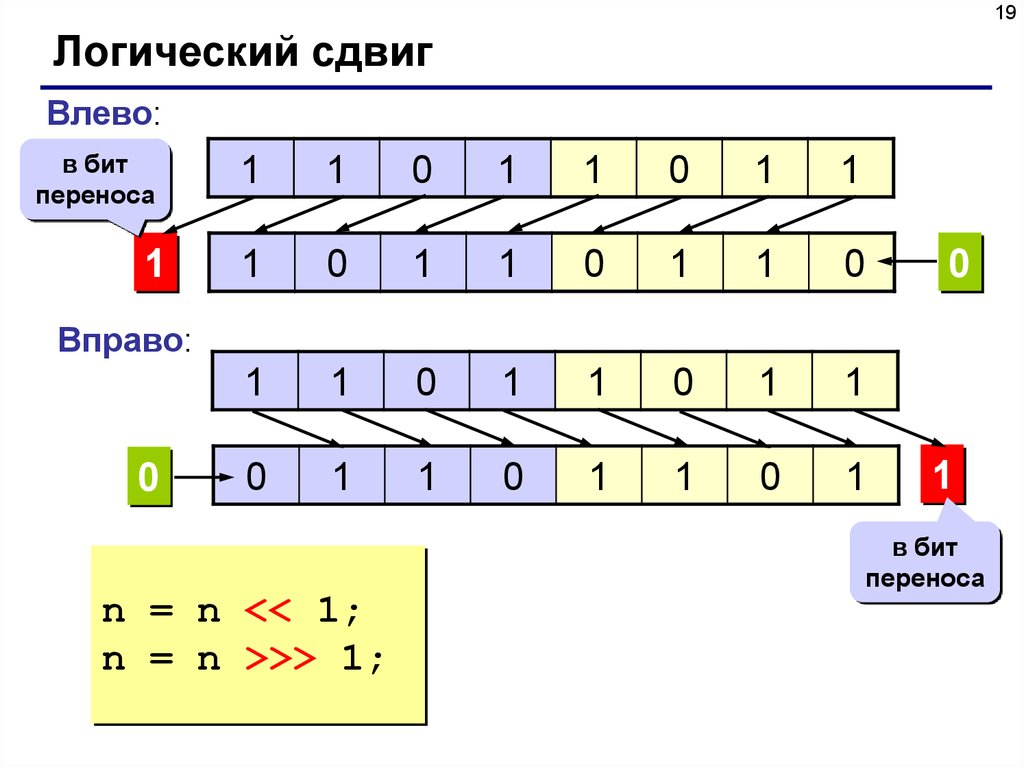 19
Логический сдвиг
Влево:
в бит
переноса
1 1 0 1 1 0 1 1
1 1 0 1 1 0 1 1 0 0
Вправо:
1 1 0 1 1 0 1 1
0 0 1 1 0 1 1 0 1 1
в бит
переноса
n = n << 1;
n = n >>> 1;